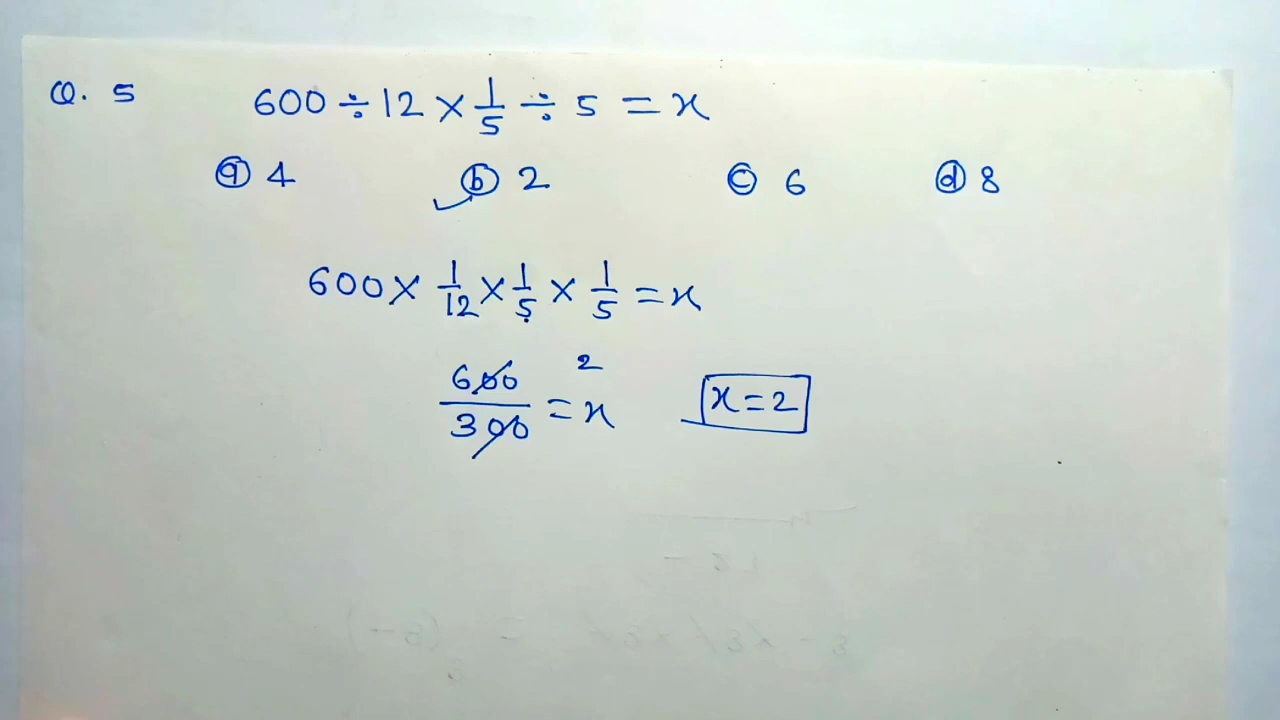 Q. 5 600 ÷ 12 × 1/5 ÷ 5 = x
ⓐ 4 ⓑ 2 ⓒ 6 ⓓ 8
600 × 1/12 × 1/5 × 1/5 = x
600/300 = x 2 x = 2